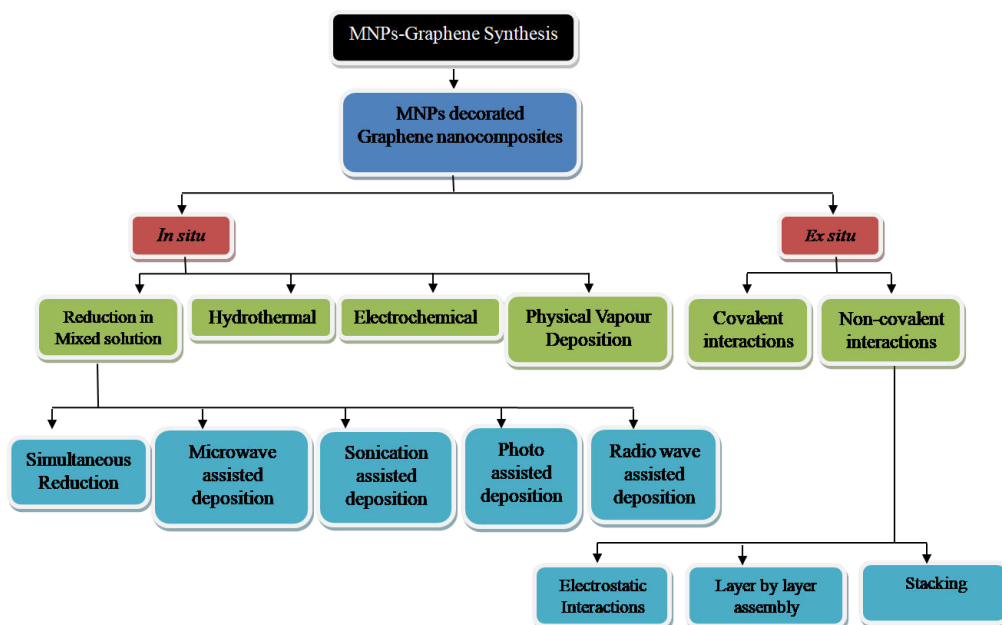 MNPs-Graphene Synthesis
MNPs decorated
Graphene nanocomposites
In situ
Ex situ
Reduction in
Mixed solution
Hydrothermal
Electrochemical
Physical Vapour
Deposition
Covalent
interactions
Non-covalent
interactions
Simultaneous
Reduction
Microwave
assisted
deposition
Sonication
assisted
deposition
Photo
assisted
deposition
Radio wave
assisted
deposition
Electrostatic
Interactions
Layer by layer
assembly
Stacking